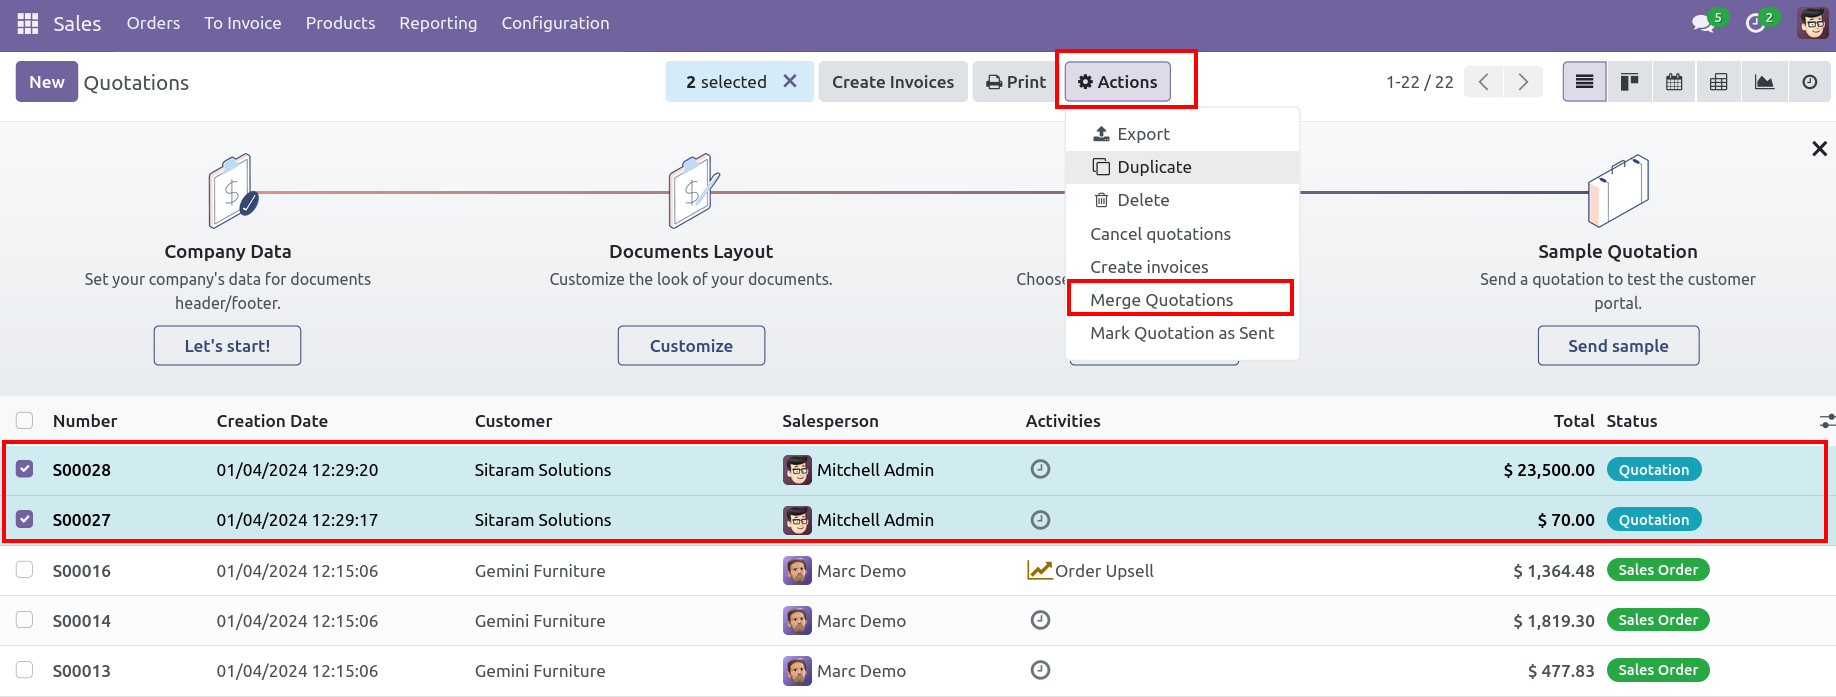 Sales Orders To Invoice Products Reporting Configuration 5 2
New Quotations 2 selected Create Invoices Print Actions 1-22 / 22
Export
Duplicate
Delete
Cancel quotations
Create invoices
Merge Quotations
Mark Quotation as Sent
Company Data
Set your company's data for documents
header/footer.
Let's start!
Documents Layout
Customize the look of your documents.
Customize
Choose
Sample Quotation
Send a quotation to test the customer
portal.
Send sample
Number Creation Date Customer Salesperson Activities Total Status
S00028 01/04/2024 12:29:20 Sitaram Solutions Mitchell Admin $ 23,500.00 Quotation
S00027 01/04/2024 12:29:17 Sitaram Solutions Mitchell Admin $ 70.00 Quotation
S00016 01/04/2024 12:15:06 Gemini Furniture Marc Demo Order Upsell $ 1,364.48 Sales Order
S00014 01/04/2024 12:15:06 Gemini Furniture Marc Demo $ 1,819.30 Sales Order
S00013 01/04/2024 12:15:06 Gemini Furniture Marc Demo $ 477.83 Sales Order